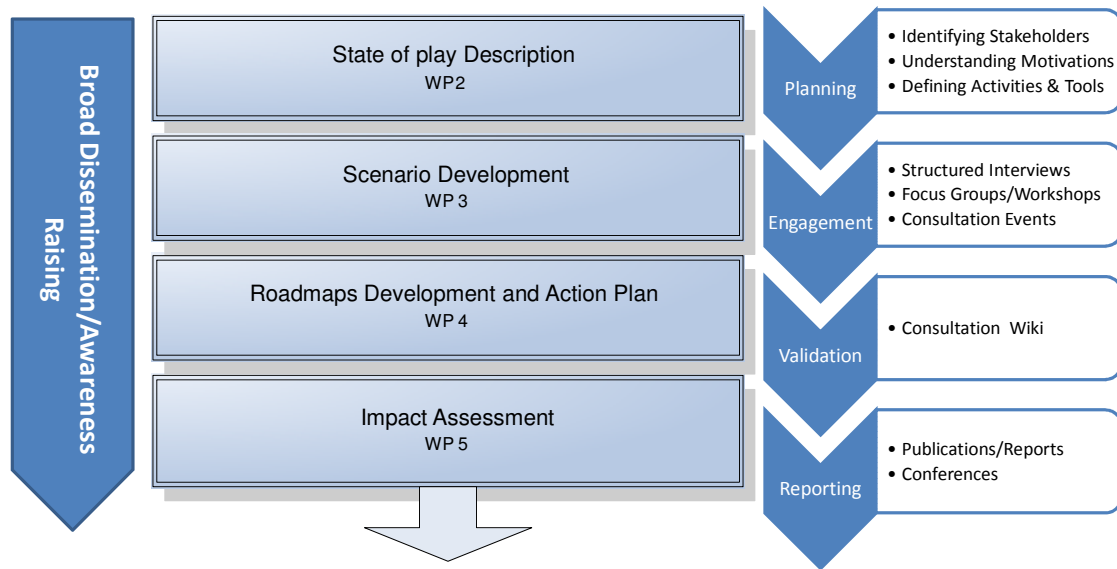 Broad Dissemination/Awareness
Raising
State of play Description
WP2
Scenario Development
WP 3
Roadmaps Development and Action Plan
WP 4
Impact Assessment
WP 5
Planning
• Identifying Stakeholders
• Understanding Motivations
• Defining Activities & Tools
Engagement
• Structured Interviews
• Focus Groups/Workshops
• Consultation Events
Validation
• Consultation Wiki
Reporting
• Publications/Reports
• Conferences